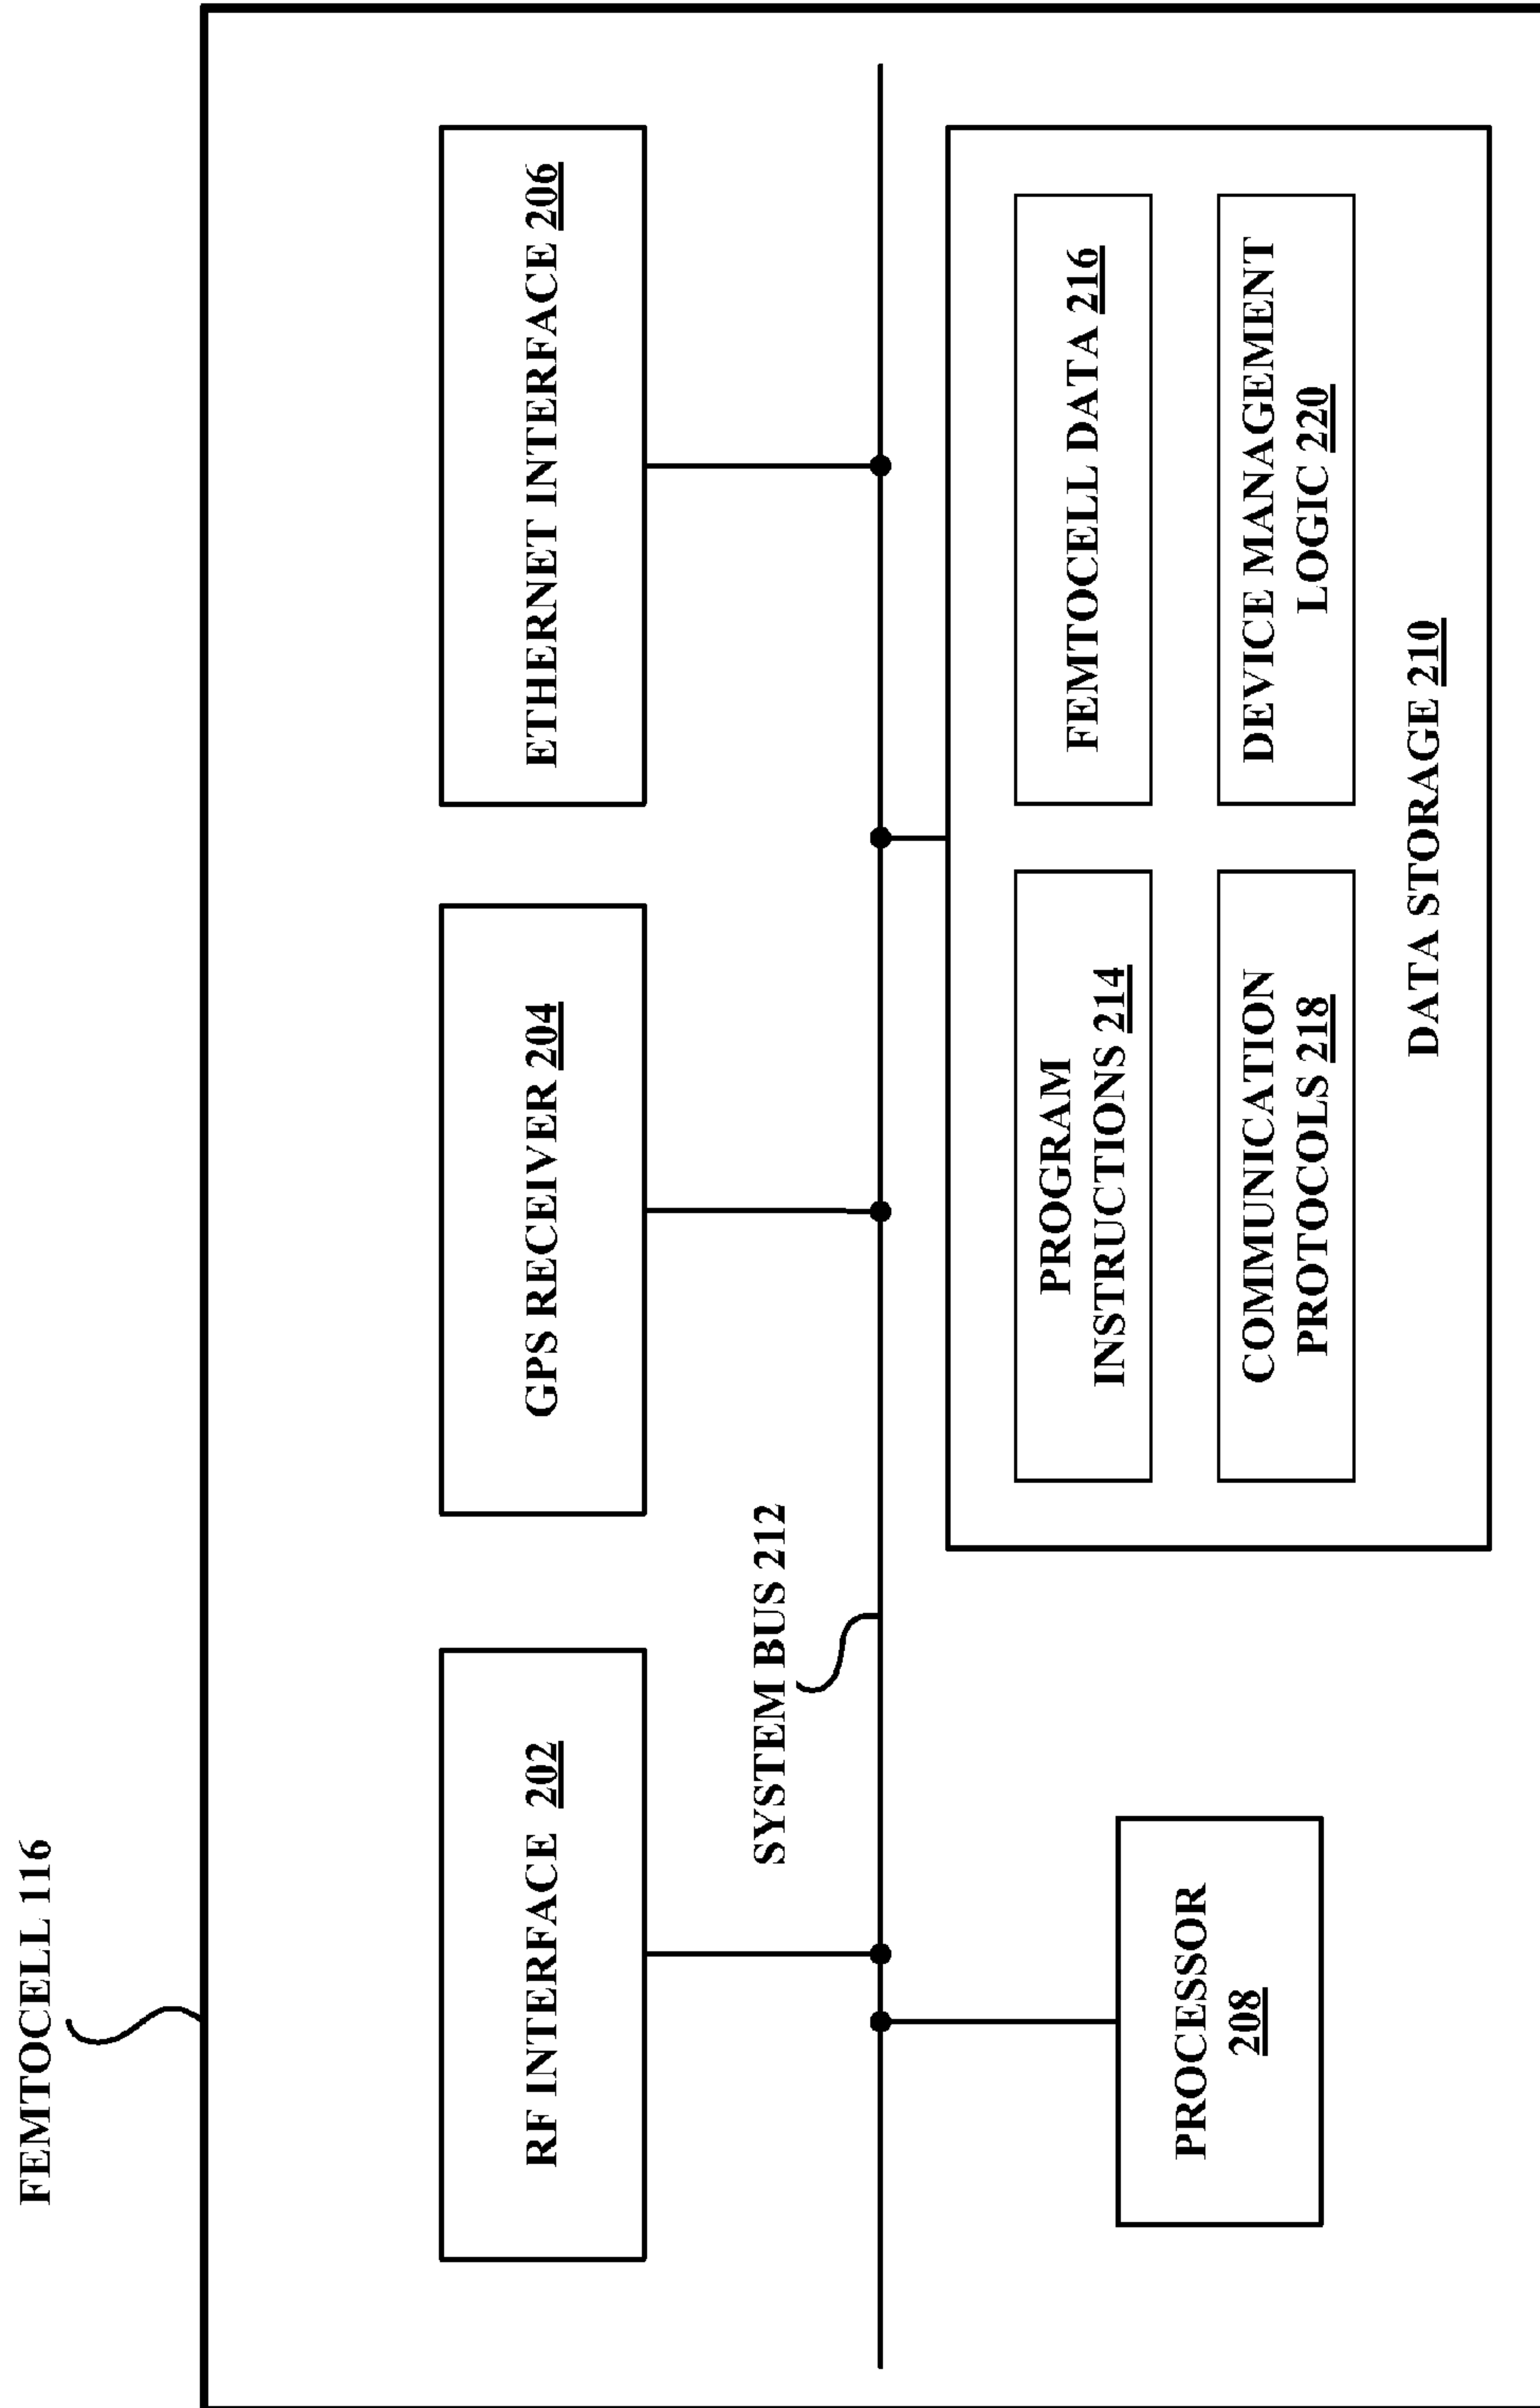 FEMTOCELL 116
RF INTERFACE 202
GPS RECEIVER 204
ETHERNET INTERFACE 206
SYSTEM BUS 212
PROCESSOR
208
PROGRAM
INSTRUCTIONS 214
FEMTOCELL DATA 216
COMMUNICATION
PROTOCOLS 218
DEVICE MANAGEMENT
LOGIC 220
DATA STORAGE 210